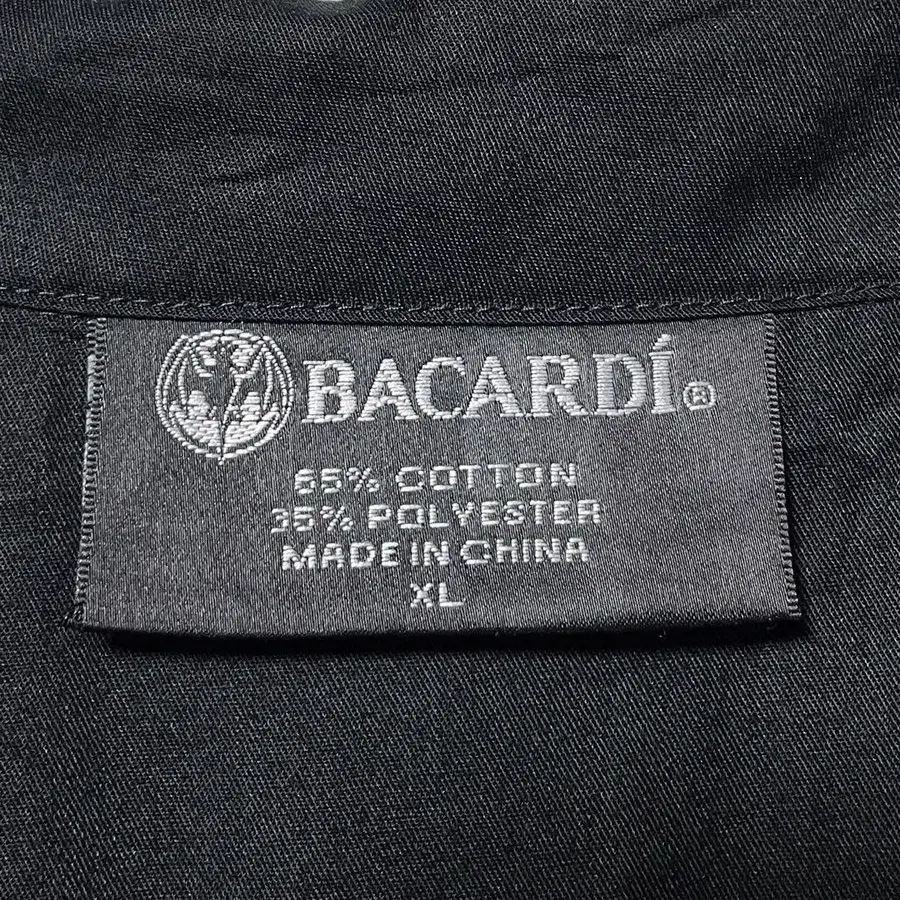 BACARDÍ®
65% COTTON
35% POLYESTER
MADE IN CHINA
XL